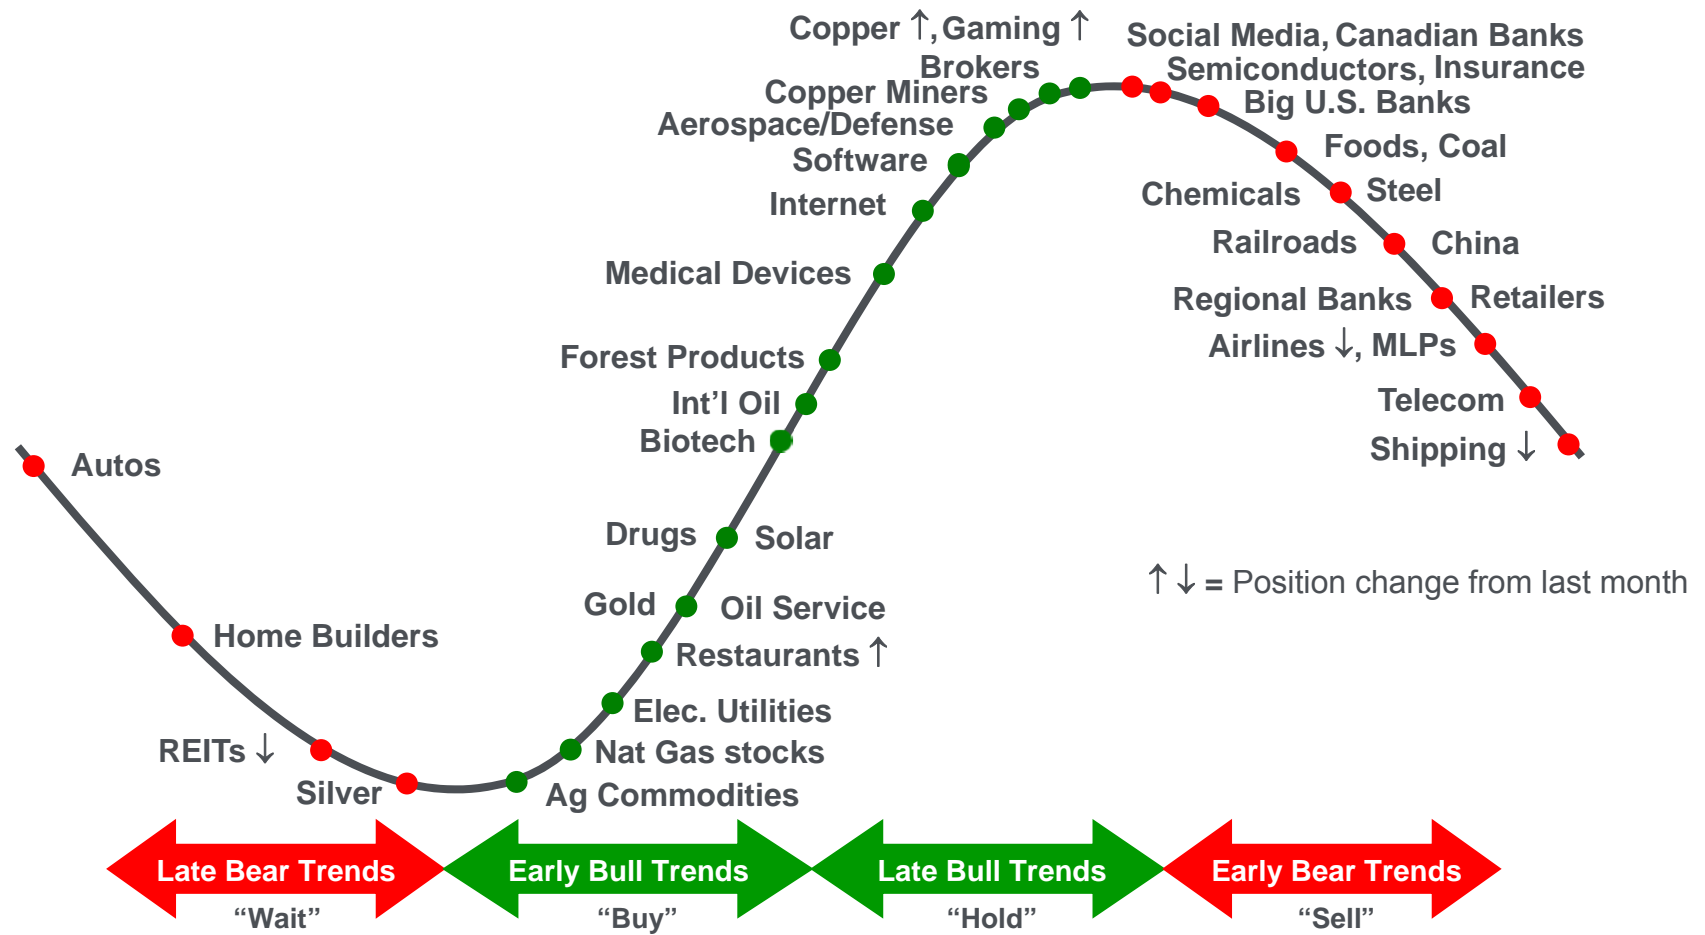 Copper ↑, Gaming ↑
Social Media, Canadian Banks
Brokers
Semiconductors, Insurance
Copper Miners
Big U.S. Banks
Aerospace/Defense
Foods, Coal
Software
Chemicals
Steel
Internet
Railroads
China
Medical Devices
Regional Banks
Retailers
Airlines ↓, MLPs
Forest Products
Int’l Oil
Telecom
Biotech
Shipping ↓
Autos
Drugs
Solar
↑ ↓ = Position change from last month
Gold
Oil Service
Home Builders
Restaurants ↑
Elec. Utilities
REITs ↓
Nat Gas stocks
Silver
Ag Commodities
Late Bear Trends
Early Bull Trends
Late Bull Trends
Early Bear Trends
“Wait”
“Buy”
“Hold”
“Sell”